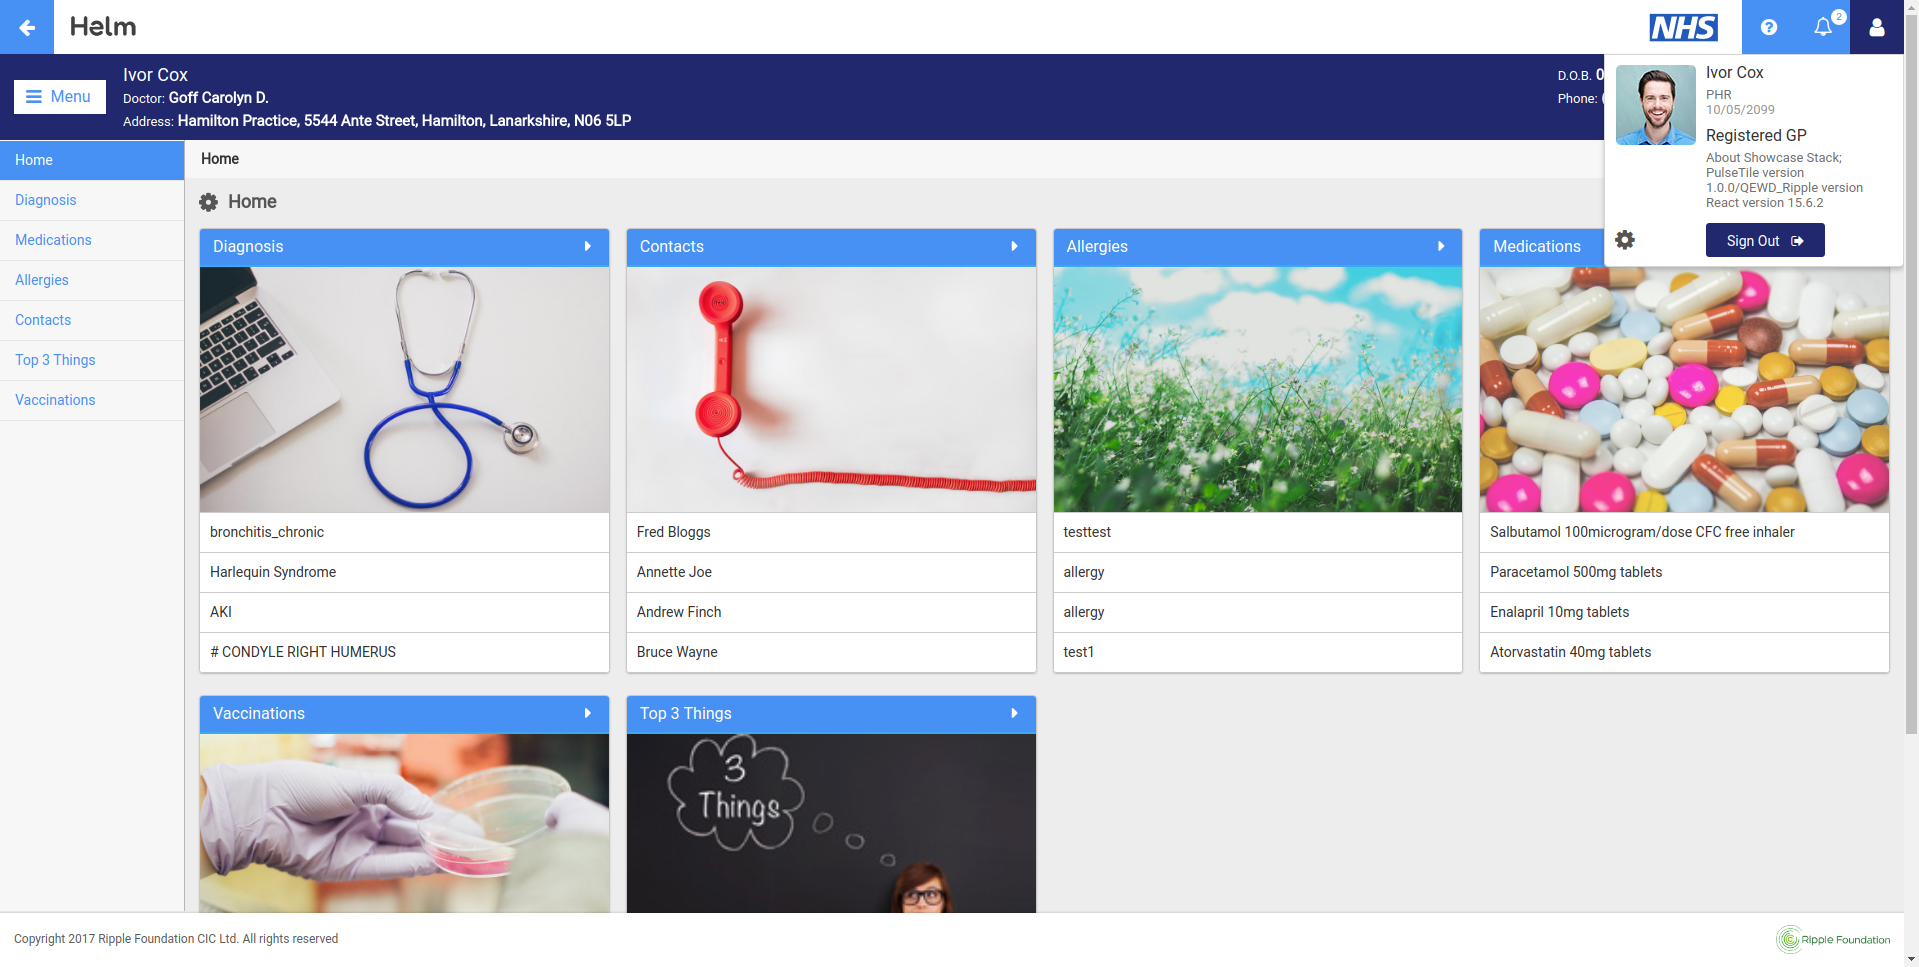 Helm
NHS
2
Menu
Ivor Cox
Doctor: Goff Carolyn D.
Address: Hamilton Practice, 5544 Ante Street, Hamilton, Lanarkshire, N06 5LP
D.O.B. 0
Phone: (
Ivor Cox
PHR
10/05/2099
Registered GP
About Showcase Stack;
PulseTile version
1.0.0/QEWD_Ripple version
React version 15.6.2
Sign Out
Home
Diagnosis
Medications
Allergies
Contacts
Top 3 Things
Vaccinations
Home
Home
Diagnosis
bronchitis_chronic
Harlequin Syndrome
AKI
# CONDYLE RIGHT HUMERUS
Contacts
Fred Bloggs
Annette Joe
Andrew Finch
Bruce Wayne
Allergies
testtest
allergy
allergy
test1
Medications
Salbutamol 100microgram/dose CFC free inhaler
Paracetamol 500mg tablets
Enalapril 10mg tablets
Atorvastatin 40mg tablets
Vaccinations
Top 3 Things
3
Things
Copyright 2017 Ripple Foundation CIC Ltd. All rights reserved
Ripple Foundation